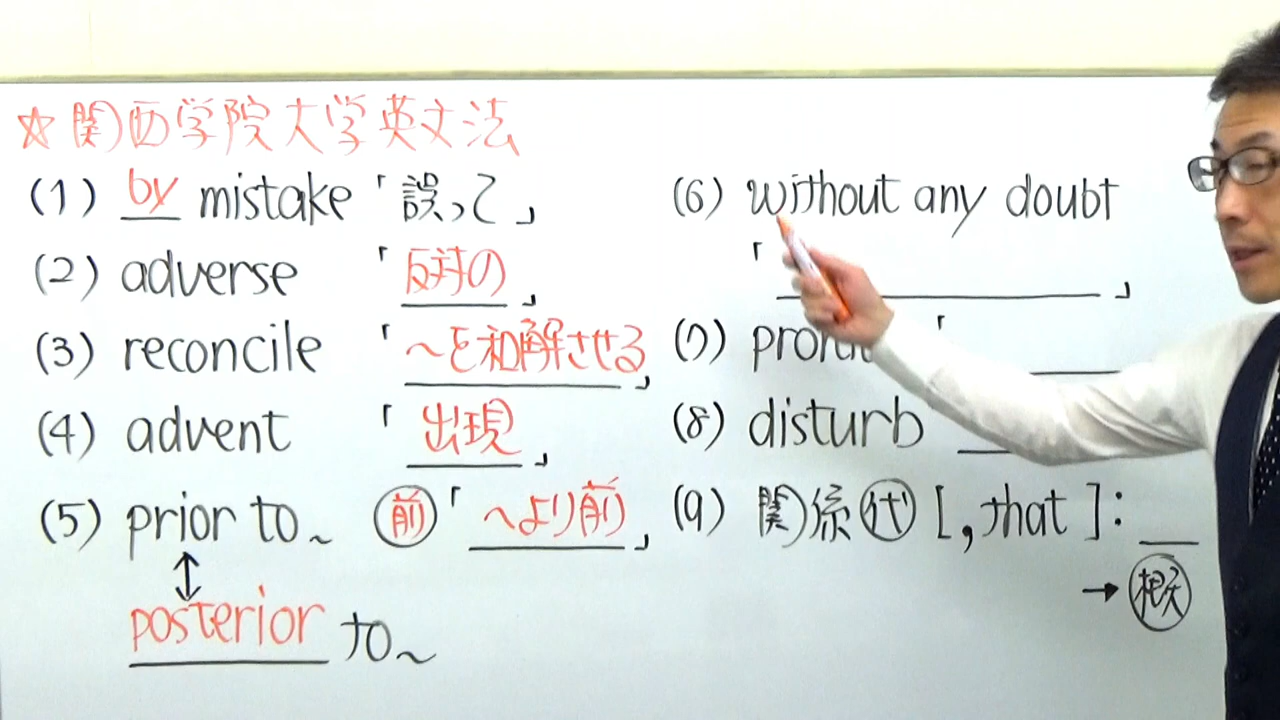 ☆関西学院大学英文法
(1) by mistake 「誤って」
(2) adverse 「反対の」
(3) reconcile 「〜を和解させる」
(4) advent 「出現」
(5) prior to〜 前 「〜より前」
↕
posterior to〜
(6) without any doubt
「 」
(7) 「
(8) disturb
(9) 関係代 [, that ]:
→